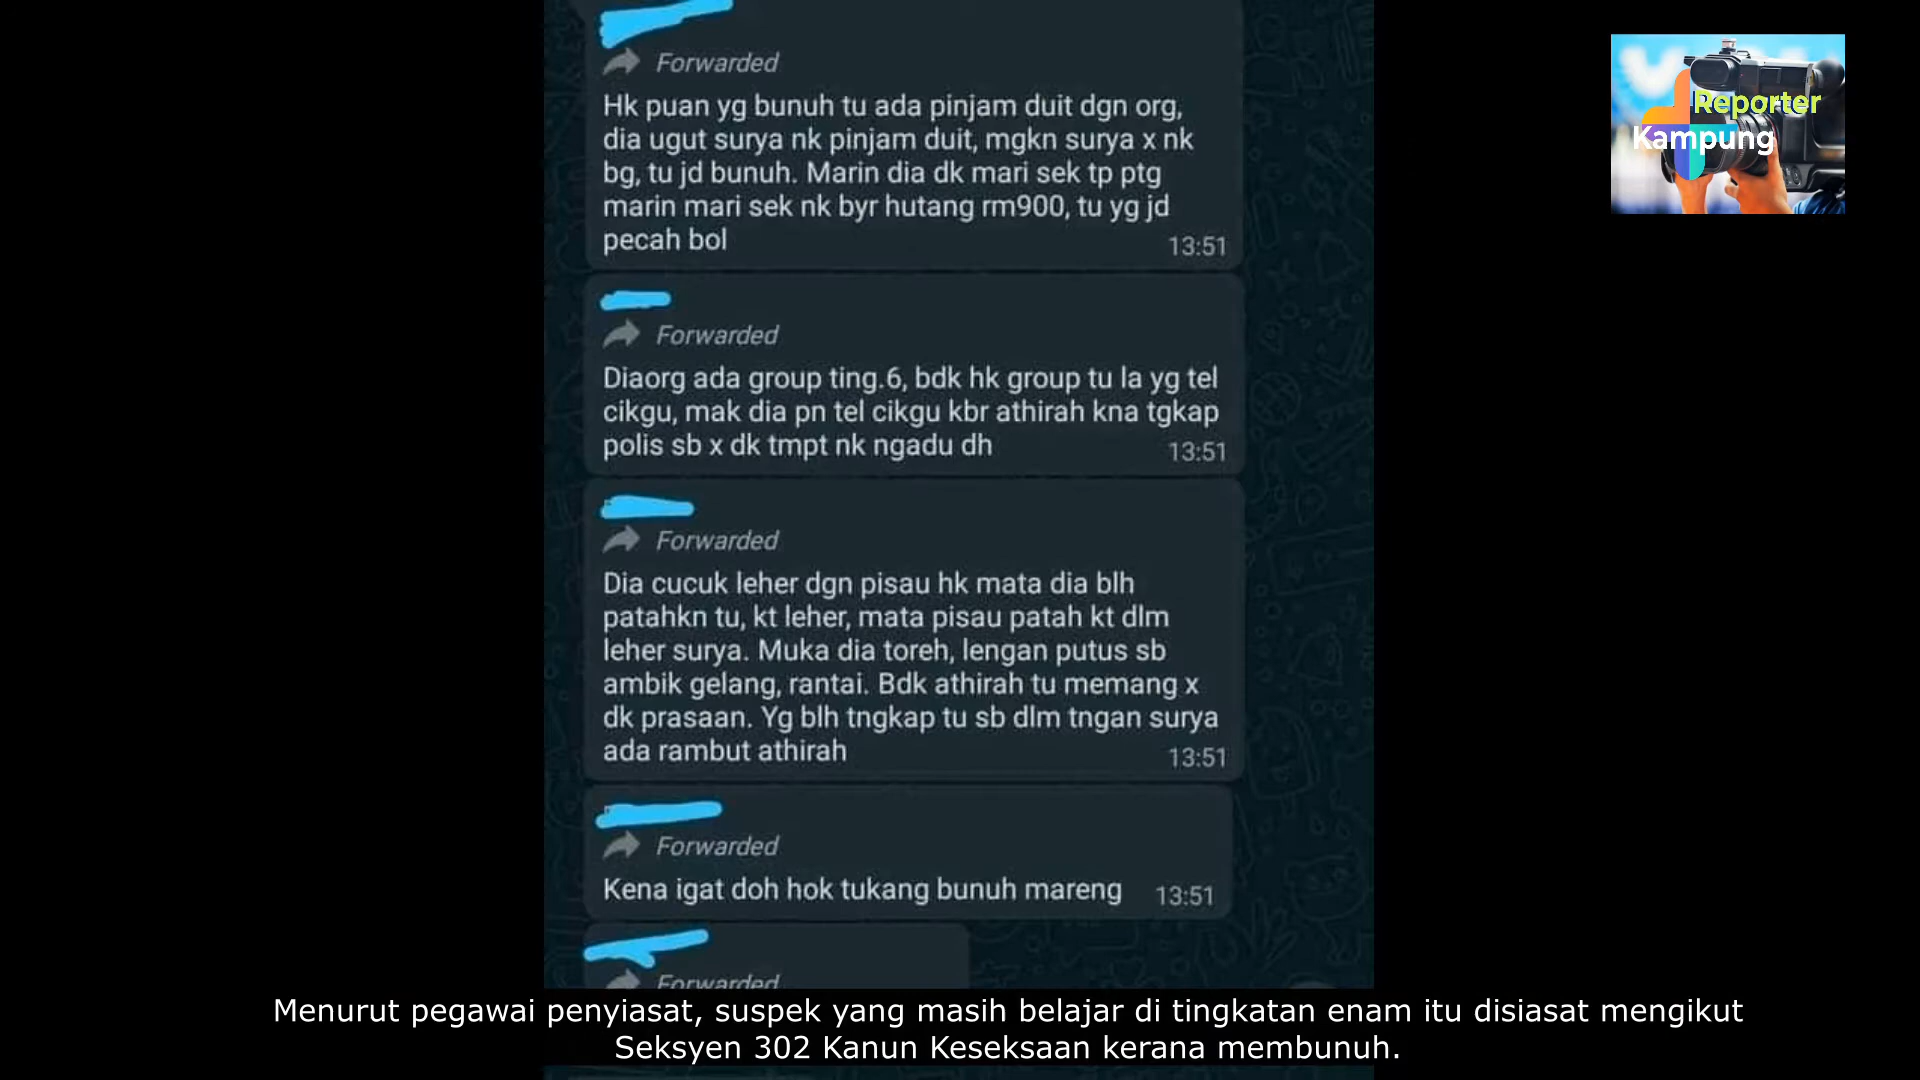 Forwarded
Hk puan yg bunuh tu ada pinjam duit dgn org,
dia ugut surya nk pinjam duit, mgkn surya x nk
bg, tu jd bunuh. Marin dia dk mari sek tp ptg
marin mari sek nk byr hutang rm900, tu yg jd
pecah bol
13:51
Forwarded
Diaorg ada group ting.6, bdk hk group tu la yg tel
cikgu, mak dia pn tel cikgu kbr athirah kna tgkap
polis sb x dk tmpt nk ngadu dh
13:51
Forwarded
Dia cucuk leher dgn pisau hk mata dia blh
patahkn tu, kt leher, mata pisau patah kt dlm
leher surya. Muka dia toreh, lengan putus sb
ambik gelang, rantai. Bdk athirah tu memang x
dk prasaan. Yg blh tngkap tu sb dlm tngan surya
ada rambut athirah
13:51
Forwarded
Kena igat doh hok tukang bunuh mareng
13:51
Forwarded
Reporter
Kampung
Menurut pegawai penyiasat, suspek yang masih belajar di tingkatan enam itu disiasat mengikut
Seksyen 302 Kanun Keseksaan kerana membunuh.